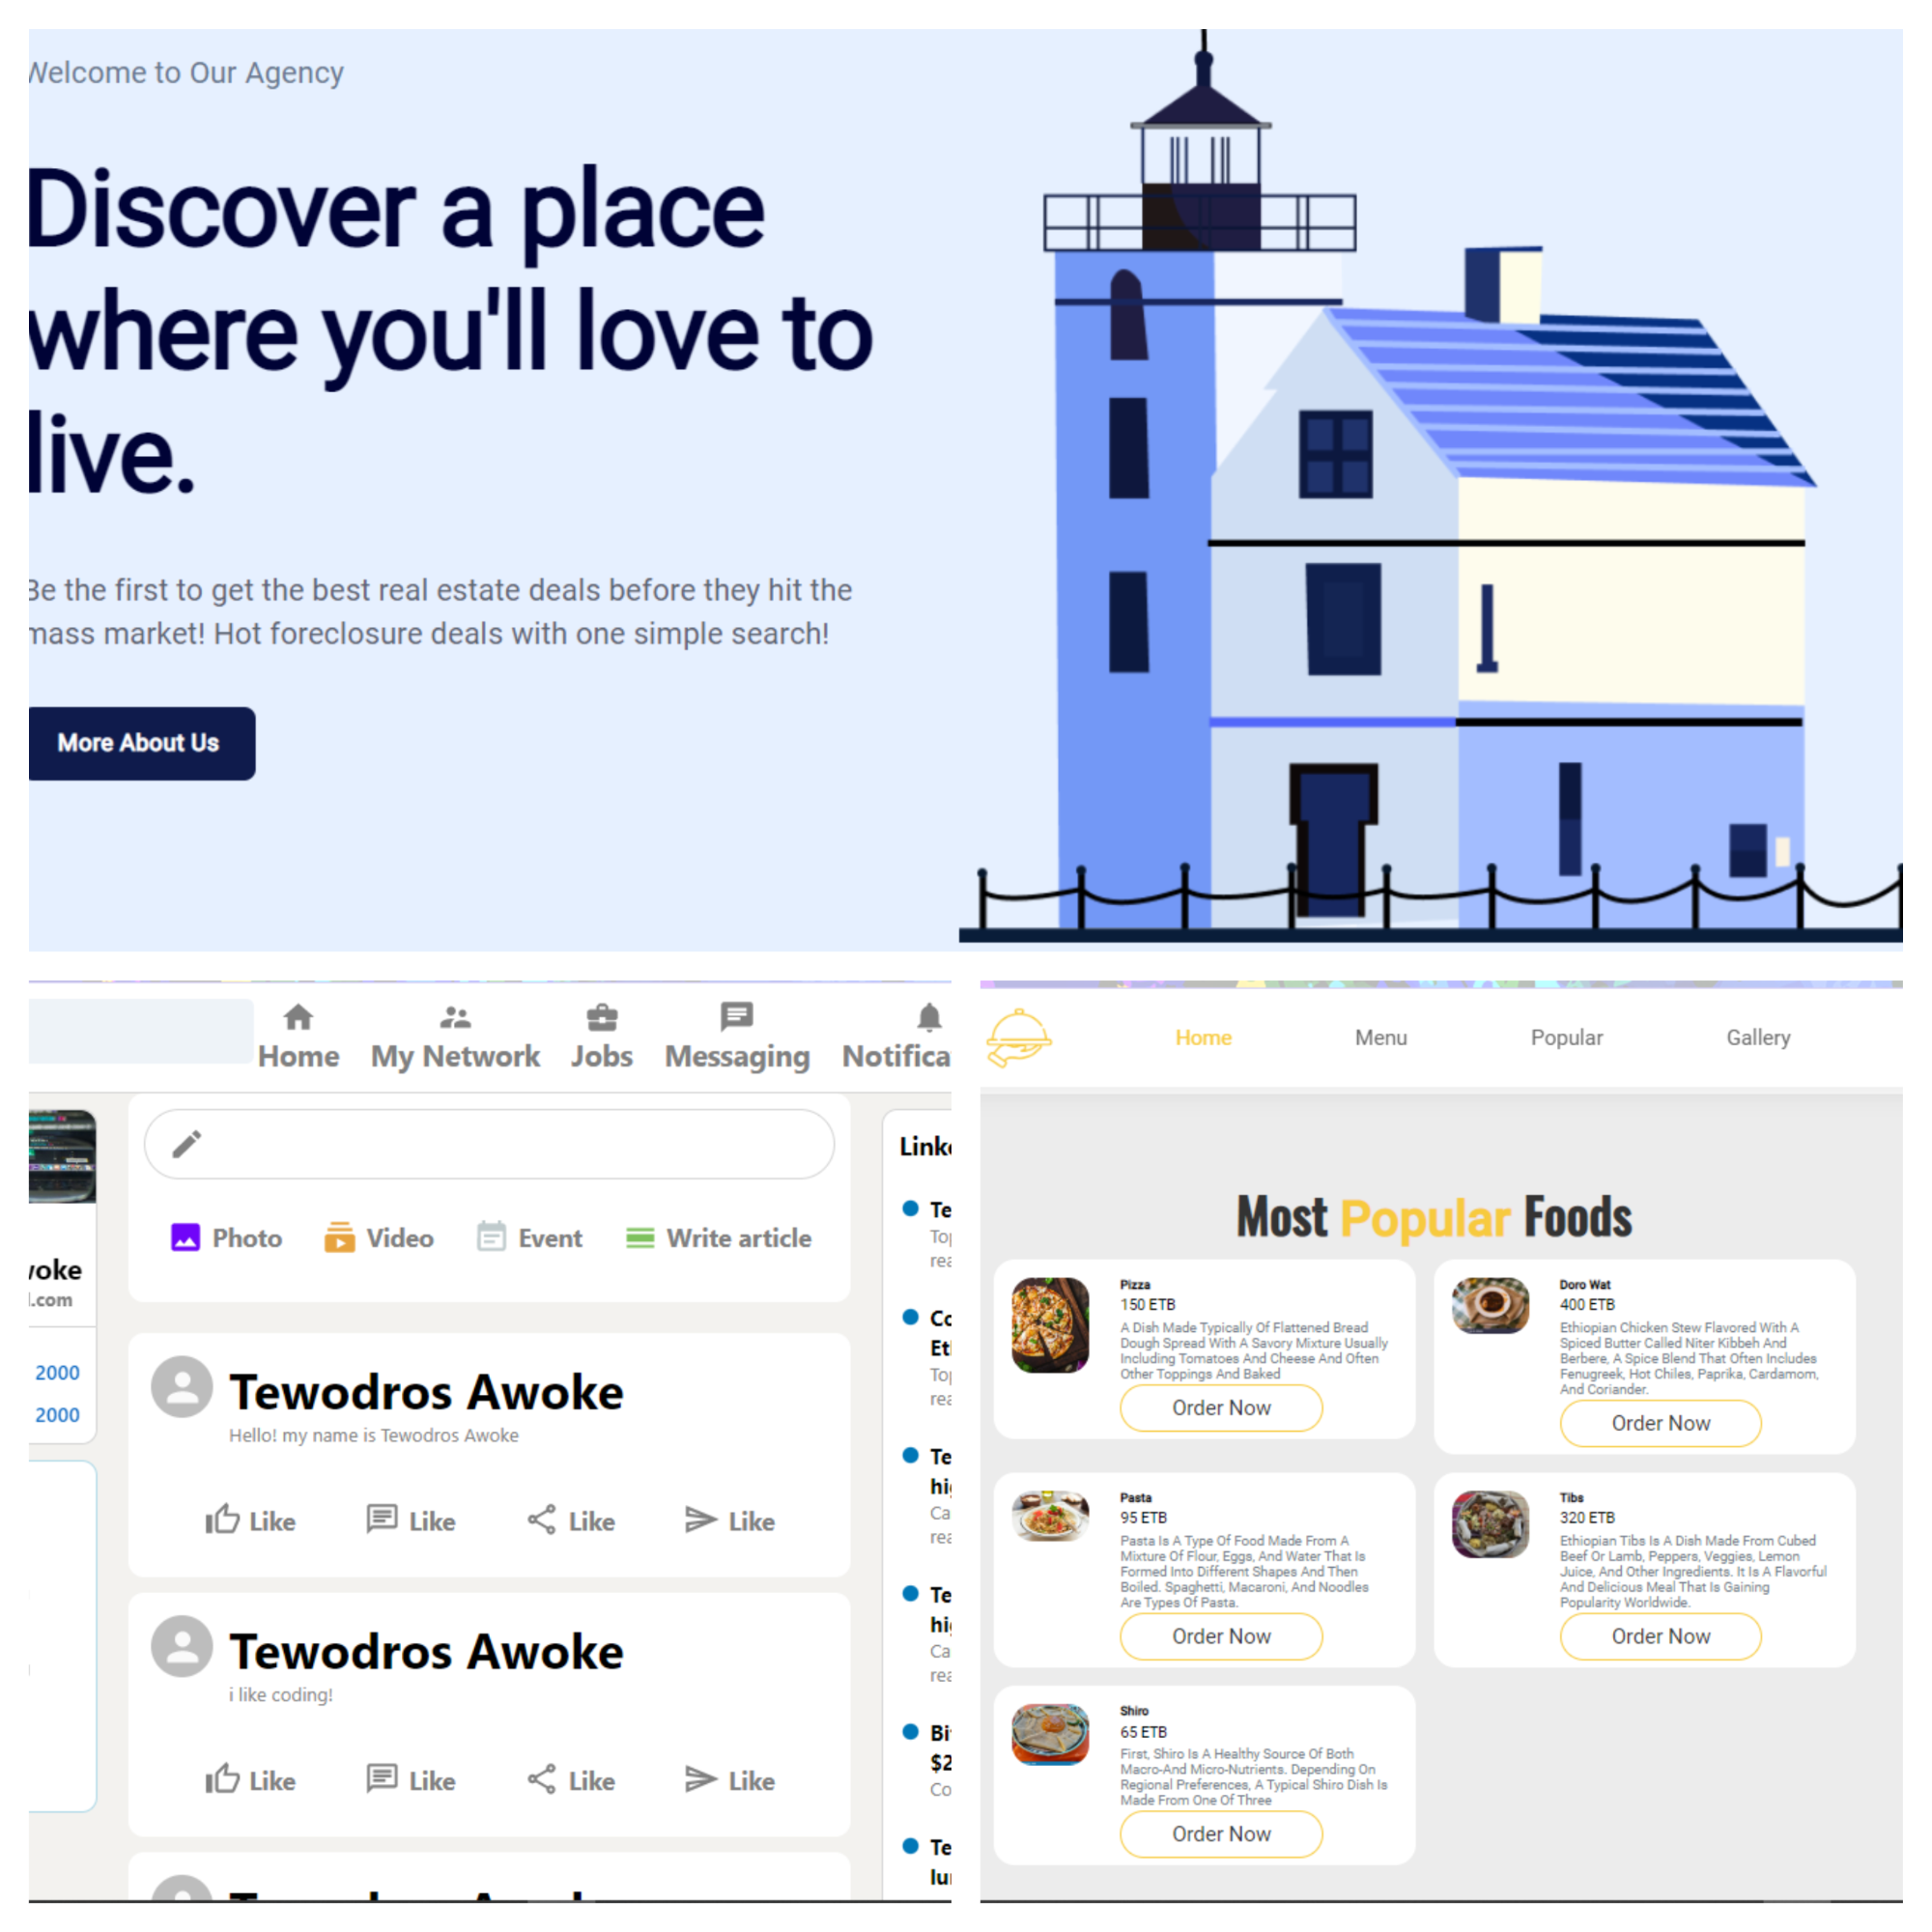 Welcome to Our Agency
Discover a place
where you'll love to
live.
Be the first to get the best real estate deals before they hit the
mass market! Hot foreclosure deals with one simple search!
More About Us
Home My Network Jobs Messaging Notifica
Photo Video Event Write article
woke
l.com
2000
2000
Tewodros Awoke
Hello! my name is Tewodros Awoke
Like Like Like Like
Tewodros Awoke
i like coding!
Like Like Like Like
Link
Te
Top
rea
Co
Et
Top
rea
Te
hi
Ca
rea
Te
hi
Ca
rea
Bi
$2
Co
Te
lu
Home Menu Popular Gallery
Most Popular Foods
Pizza
150 ETB
A Dish Made Typically Of Flattened Bread
Dough Spread With A Savory Mixture Usually
Including Tomatoes And Cheese And Often
Other Toppings And Baked
Order Now
Doro Wat
400 ETB
Ethiopian Chicken Stew Flavored With A
Spiced Butter Called Niter Kibbeh And
Berbere, A Spice Blend That Often Includes
Fenugreek, Hot Chiles, Paprika, Cardamom,
And Coriander.
Order Now
Pasta
95 ETB
Pasta Is A Type Of Food Made From A
Mixture Of Flour, Eggs, And Water That Is
Formed Into Different Shapes And Then
Boiled. Spaghetti, Macaroni, And Noodles
Are Types Of Pasta.
Order Now
Tibs
320 ETB
Ethiopian Tibs Is A Dish Made From Cubed
Beef Or Lamb, Peppers, Veggies, Lemon
Juice, And Other Ingredients. It Is A Flavorful
And Delicious Meal That Is Gaining
Popularity Worldwide.
Order Now
Shiro
65 ETB
First, Shiro Is A Healthy Source Of Both
Macro-And Micro-Nutrients. Depending On
Regional Preferences, A Typical Shiro Dish Is
Made From One Of Three
Order Now